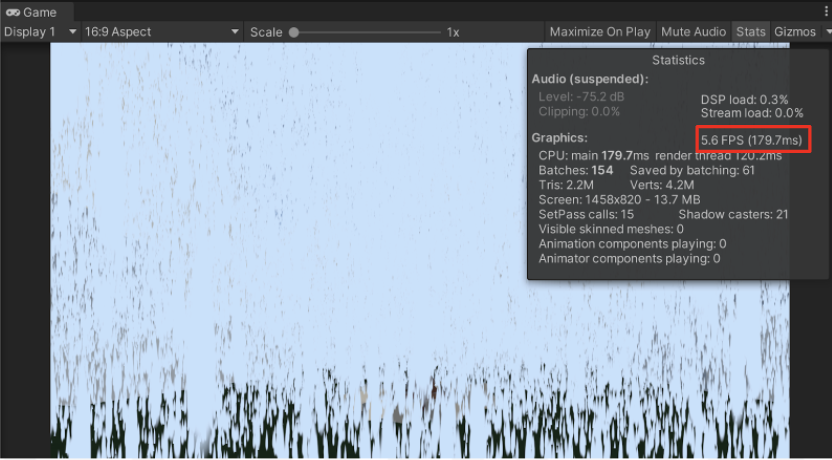 Game
Display 1 16:9 Aspect Scale 1x Maximize On Play Mute Audio Stats Gizmos
Statistics
Audio (suspended):
Level: -75.2 dB DSP load: 0.3%
Clipping: 0.0% Stream load: 0.0%
Graphics: 5.6 FPS (179.7ms)
CPU: main 179.7ms render thread 120.2ms
Batches: 154 Saved by batching: 61
Tris: 2.2M Verts: 4.2M
Screen: 1458x820 - 13.7 MB
SetPass calls: 15 Shadow casters: 21
Visible skinned meshes: 0
Animation components playing: 0
Animator components playing: 0